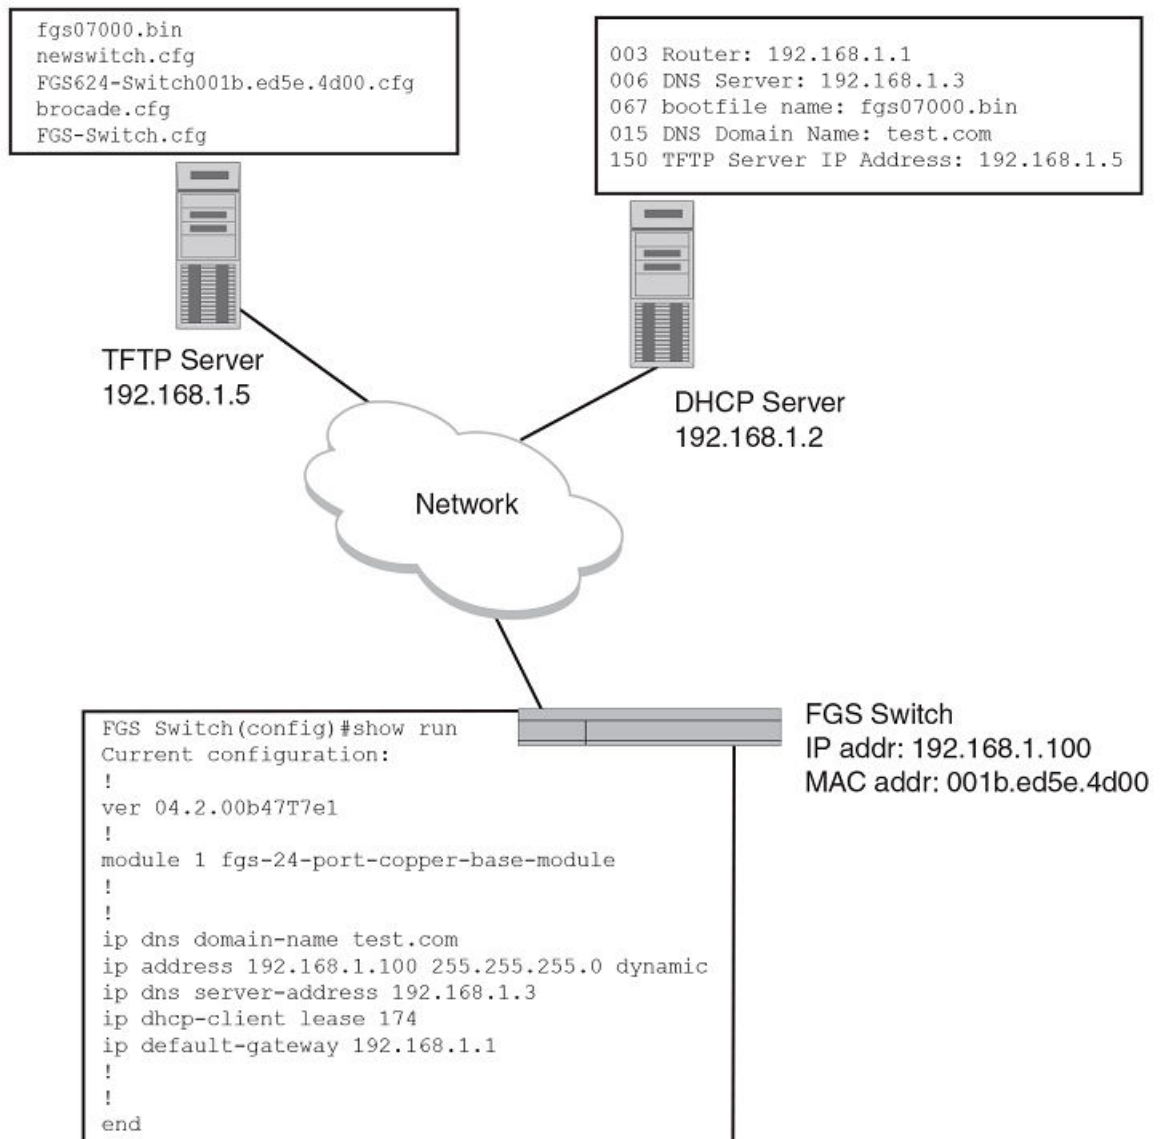 fgs07000.bin
newswitch.cfg
FGS624-Switch001b.ed5e.4d00.cfg
brocade.cfg
FGS-Switch.cfg
003 Router: 192.168.1.1
006 DNS Server: 192.168.1.3
067 bootfile name: fgs07000.bin
015 DNS Domain Name: test.com
150 TFTP Server IP Address: 192.168.1.5
TFTP Server
192.168.1.5
DHCP Server
192.168.1.2
Network
FGS Switch
IP addr: 192.168.1.100
MAC addr: 001b.ed5e.4d00
FGS Switch(config)#show run
Current configuration:
!
ver 04.2.00b47T7e1
!
module 1 fgs-24-port-copper-base-module
!
!
ip dns domain-name test.com
ip address 192.168.1.100 255.255.255.0 dynamic
ip dns server-address 192.168.1.3
ip dhcp-client lease 174
ip default-gateway 192.168.1.1
!
!
end